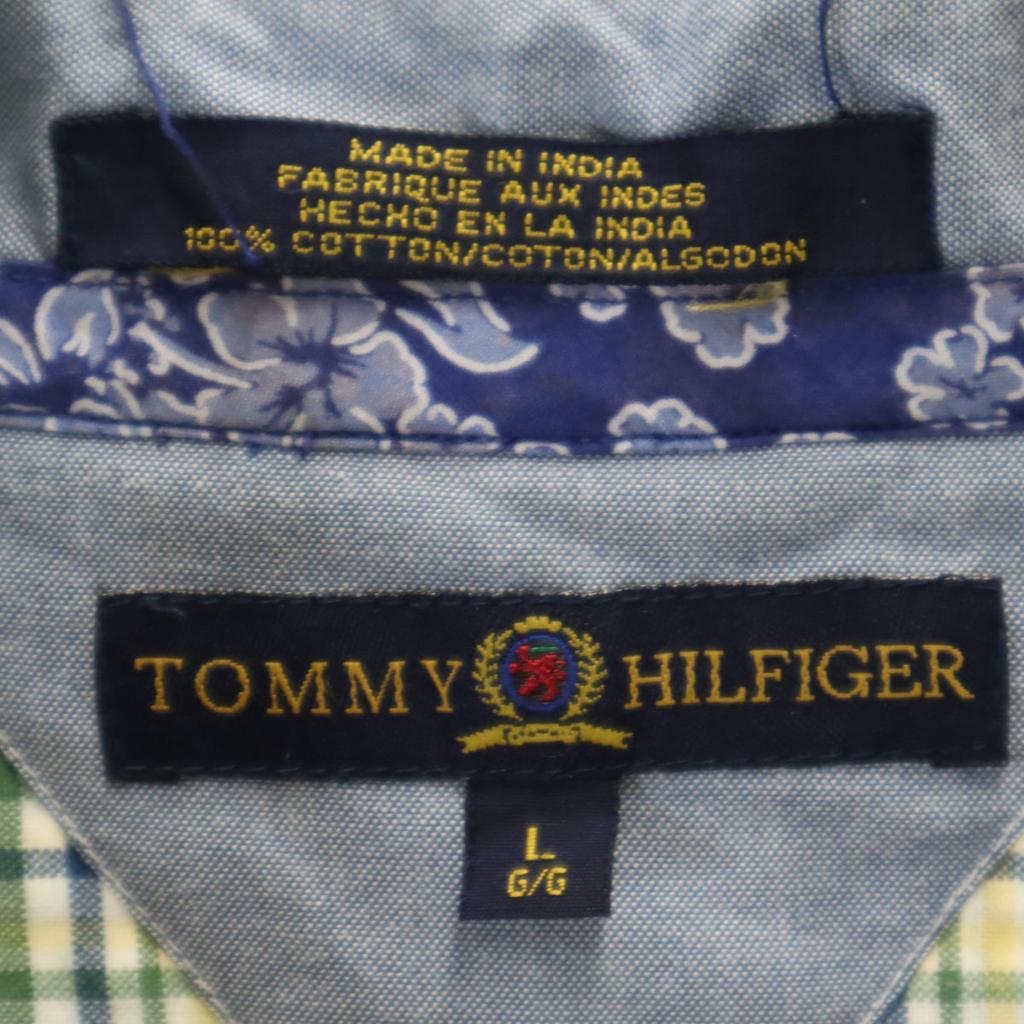 MADE IN INDIA
FABRIQUE AUX INDES
HECHO EN LA INDIA
100% COTTON/COTON/ALGODON
TOMMY HILFIGER
L
G/G